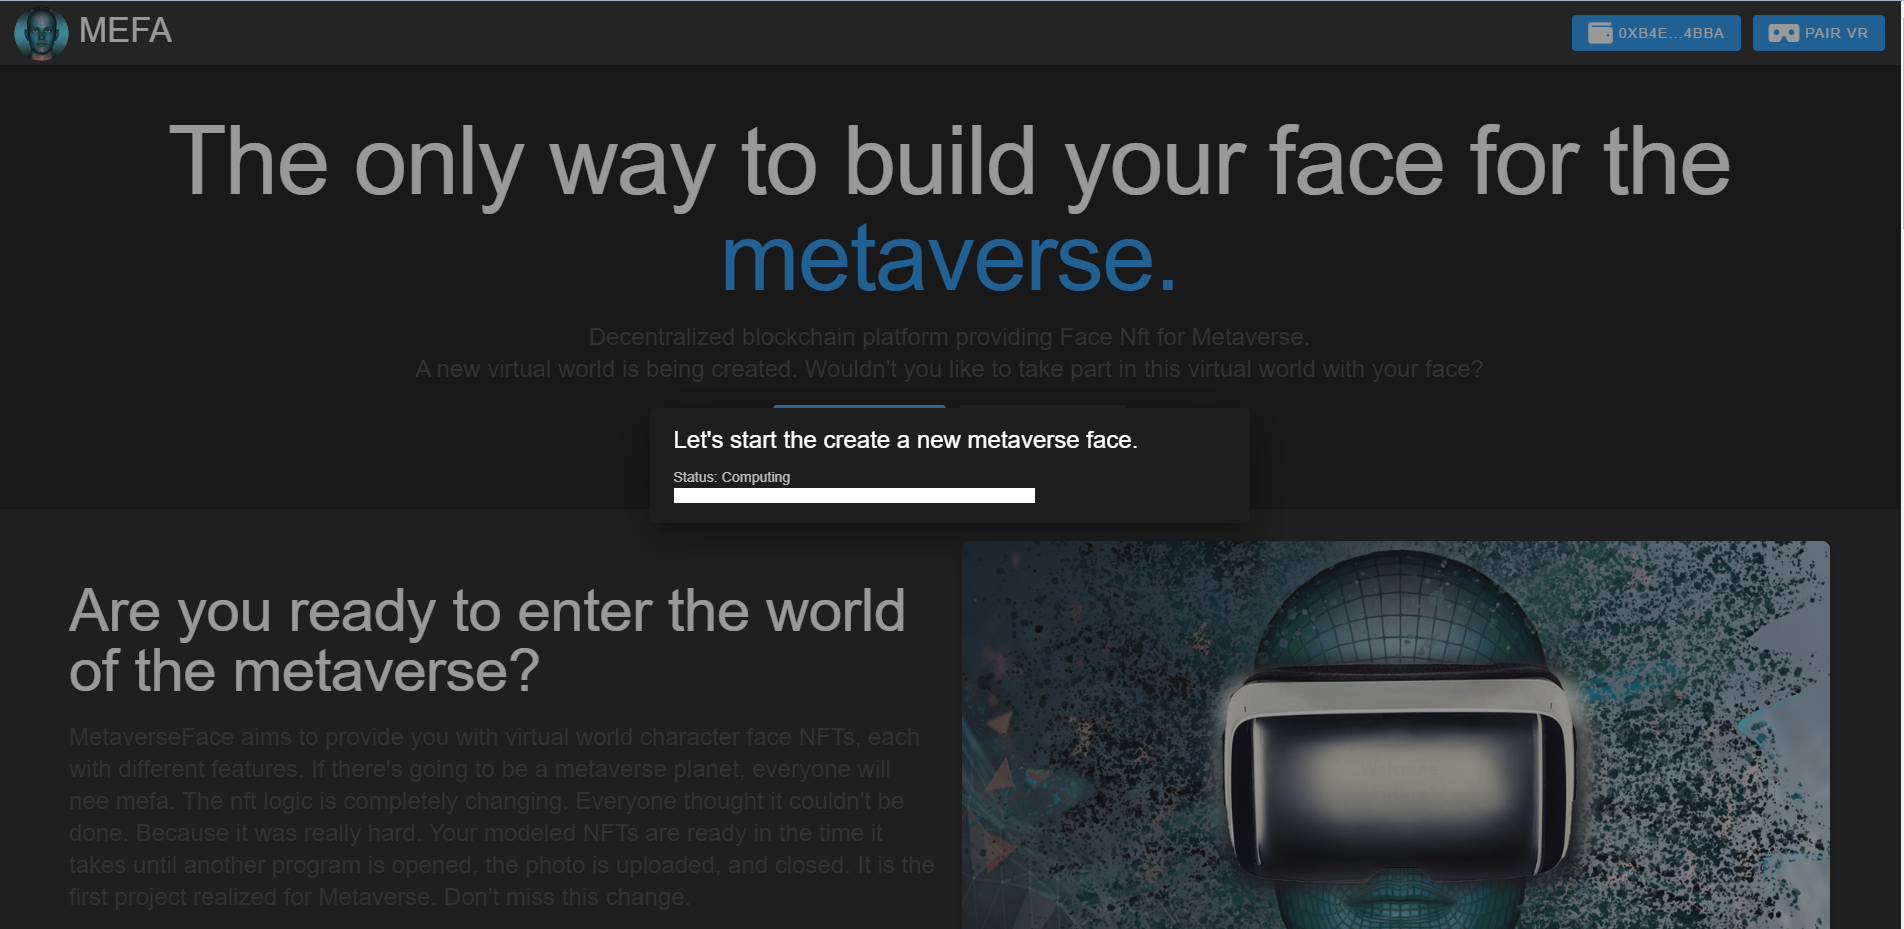 MEFA
0XB4E...4BBA
PAIR VR
The only way to build your face for the
metaverse.
Decentralized blockchain platform providing Face Nft for Metaverse.
A new virtual world is being created. Wouldn't you like to take part in this virtual world with your face?
Let's start the create a new metaverse face.
Status: Computing
Are you ready to enter the world
of the metaverse?
MetaverseFace aims to provide you with virtual world character face NFTs, each
with different features. If there's going to be a metaverse planet, everyone will
nee mefa. The nft logic is completely changing. Everyone thought it couldn't be
done. Because it was really hard. Your modeled NFTs are ready in the time it
takes until another program is opened, the photo is uploaded, and closed. It is the
first project realized for Metaverse. Don't miss this change.
Welcome